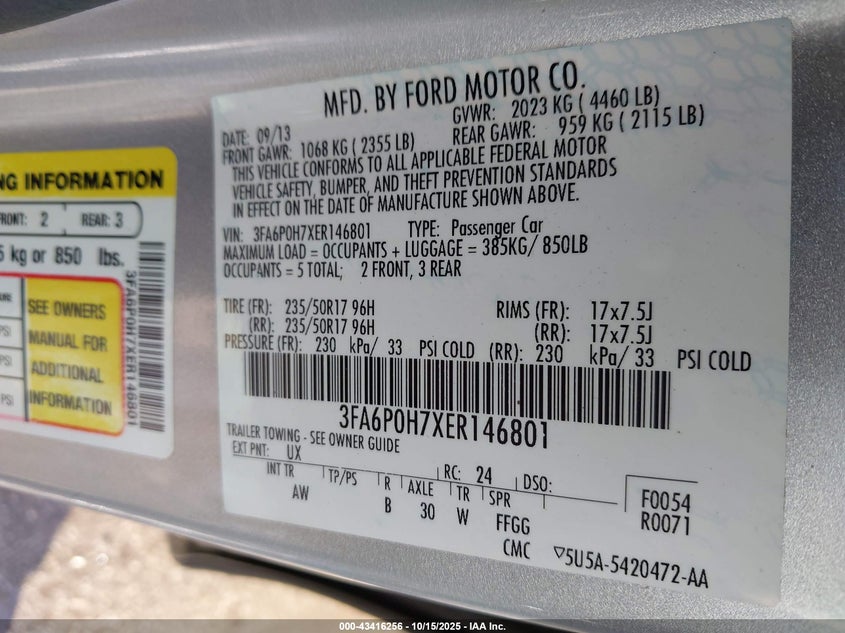 MFD. BY FORD MOTOR CO.
DATE: 09/13 GVWR: 2023 KG ( 4460 LB)
FRONT GAWR: 1068 KG ( 2355 LB) REAR GAWR: 959 KG ( 2115 LB)
THIS VEHICLE CONFORMS TO ALL APPLICABLE FEDERAL MOTOR
VEHICLE SAFETY, BUMPER, AND THEFT PREVENTION STANDARDS
IN EFFECT ON THE DATE OF MANUFACTURE SHOWN ABOVE.
VIN: 3FA6P0H7XER146801 TYPE: Passenger Car
MAXIMUM LOAD = OCCUPANTS + LUGGAGE = 385KG/ 850LB
OCCUPANTS = 5 TOTAL; 2 FRONT, 3 REAR
TIRE (FR): 235/50R17 96H RIMS (FR): 17x7.5J
(RR): 235/50R17 96H (RR): 17x7.5J
PRESSURE (FR): 230 kPa/ 33 PSI COLD (RR): 230 kPa/ 33 PSI COLD
3FA6P0H7XER146801
TRAILER TOWING - SEE OWNER GUIDE
EXT PNT: UX RC: 24 DSO:
INT TR TP/PS R AXLE TR SPR
AW B 30 W FFGG
CMC
F0054
R0071
5U5A-5420472-AA
NG INFORMATION
FRONT: 2 REAR: 3
5 kg or 850 lbs.
SEE OWNERS
MANUAL FOR
ADDITIONAL
INFORMATION
PSI
PSI
PSI
3FA6P0H7XER146801
000-43416256 - 10/15/2025 - IAA Inc.